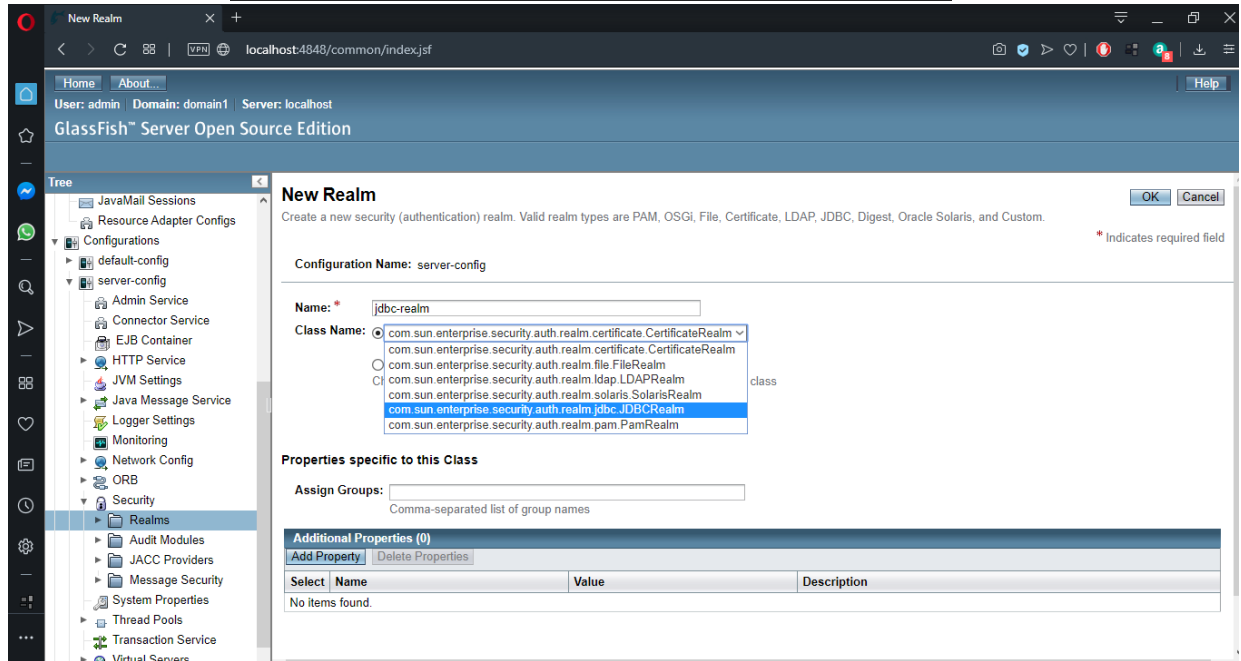 New Realm
VPN
localhost:4848/common/index.jsf
8
Home About...
Help
User: admin Domain: domain1 Server: localhost
GlassFish™ Server Open Source Edition
Tree
JavaMail Sessions
Resource Adapter Configs
Configurations
default-config
server-config
Admin Service
Connector Service
EJB Container
HTTP Service
JVM Settings
Java Message Service
Logger Settings
Monitoring
Network Config
ORB
Security
Realms
Audit Modules
JACC Providers
Message Security
System Properties
Thread Pools
Transaction Service
Virtual Servers
New Realm
OK Cancel
Create a new security (authentication) realm. Valid realm types are PAM, OSGi, File, Certificate, LDAP, JDBC, Digest, Oracle Solaris, and Custom.
* Indicates required field
Configuration Name: server-config
Name: * jdbc-realm
Class Name: com.sun.enterprise.security.auth.realm.certificate.CertificateRealm
com.sun.enterprise.security.auth.realm.certificate.CertificateRealm
com.sun.enterprise.security.auth.realm.file.FileRealm
com.sun.enterprise.security.auth.realm.ldap.LDAPRealm
class
com.sun.enterprise.security.auth.realm.solaris.SolarisRealm
com.sun.enterprise.security.auth.realm.jdbc.JDBCRealm
com.sun.enterprise.security.auth.realm.pam.PamRealm
Properties specific to this Class
Assign Groups:
Comma-separated list of group names
Additional Properties (0)
Add Property Delete Properties
Select Name Value Description
No items found.